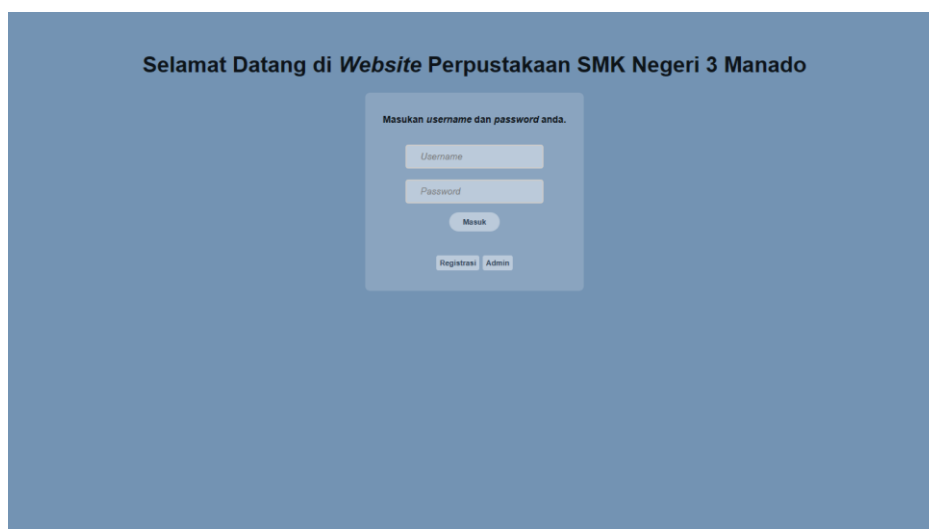 Selamat Datang di Website Perpustakaan SMK Negeri 3 Manado
Masukan username dan password anda.
Username
Password
Masuk
Registrasi Admin